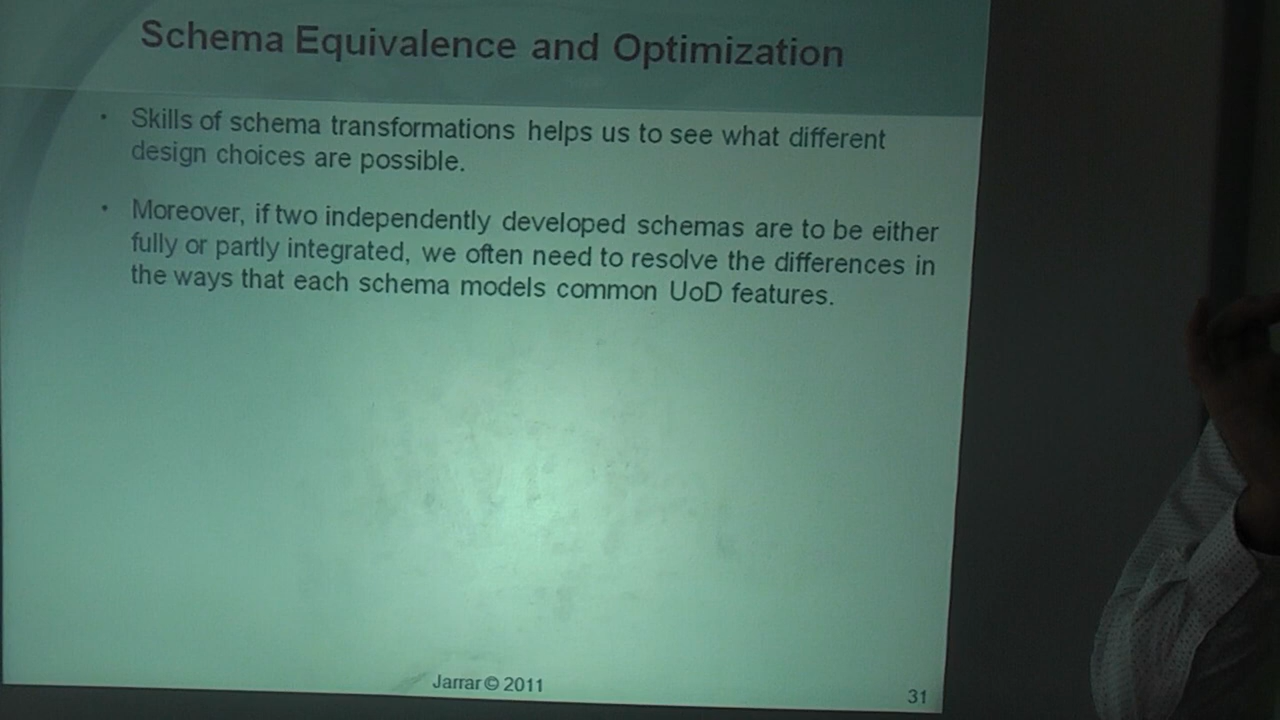 Schema Equivalence and Optimization
• Skills of schema transformations helps us to see what different
design choices are possible.
• Moreover, if two independently developed schemas are to be either
fully or partly integrated, we often need to resolve the differences in
the ways that each schema models common UoD features.
Jarrar © 2011
31